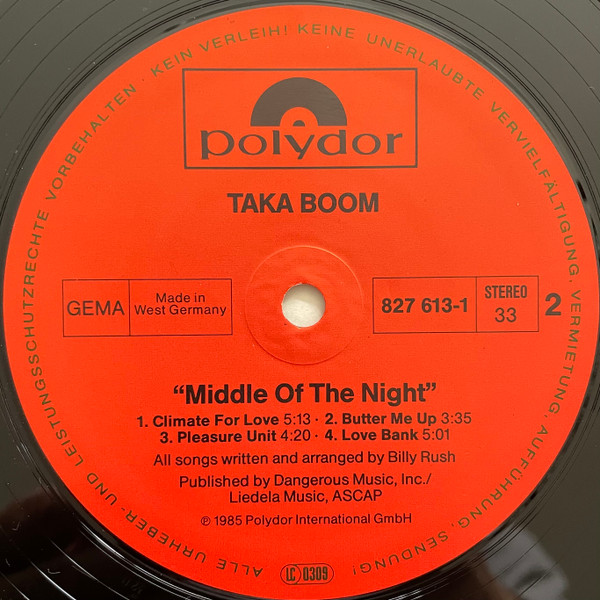 ALLE URHEBER- UND LEISTUNGSSCHUTZRECHTE VORBEHALTEN · KEIN VERLEIH! KEINE UNERLAUBTE VERVIELFÄLTIGUNG, VERMIETUNG, AUFFÜHRUNG, SENDUNG!
polydor
TAKA BOOM
GEMA
Made in
West Germany
827 613-1
STEREO
33
2
“Middle Of The Night”
1. Climate For Love 5:13 · 2. Butter Me Up 3:35
3. Pleasure Unit 4:20 · 4. Love Bank 5:01
All songs written and arranged by Billy Rush
Published by Dangerous Music, Inc./
Liedela Music, ASCAP
℗ 1985 Polydor International GmbH
LC 0309